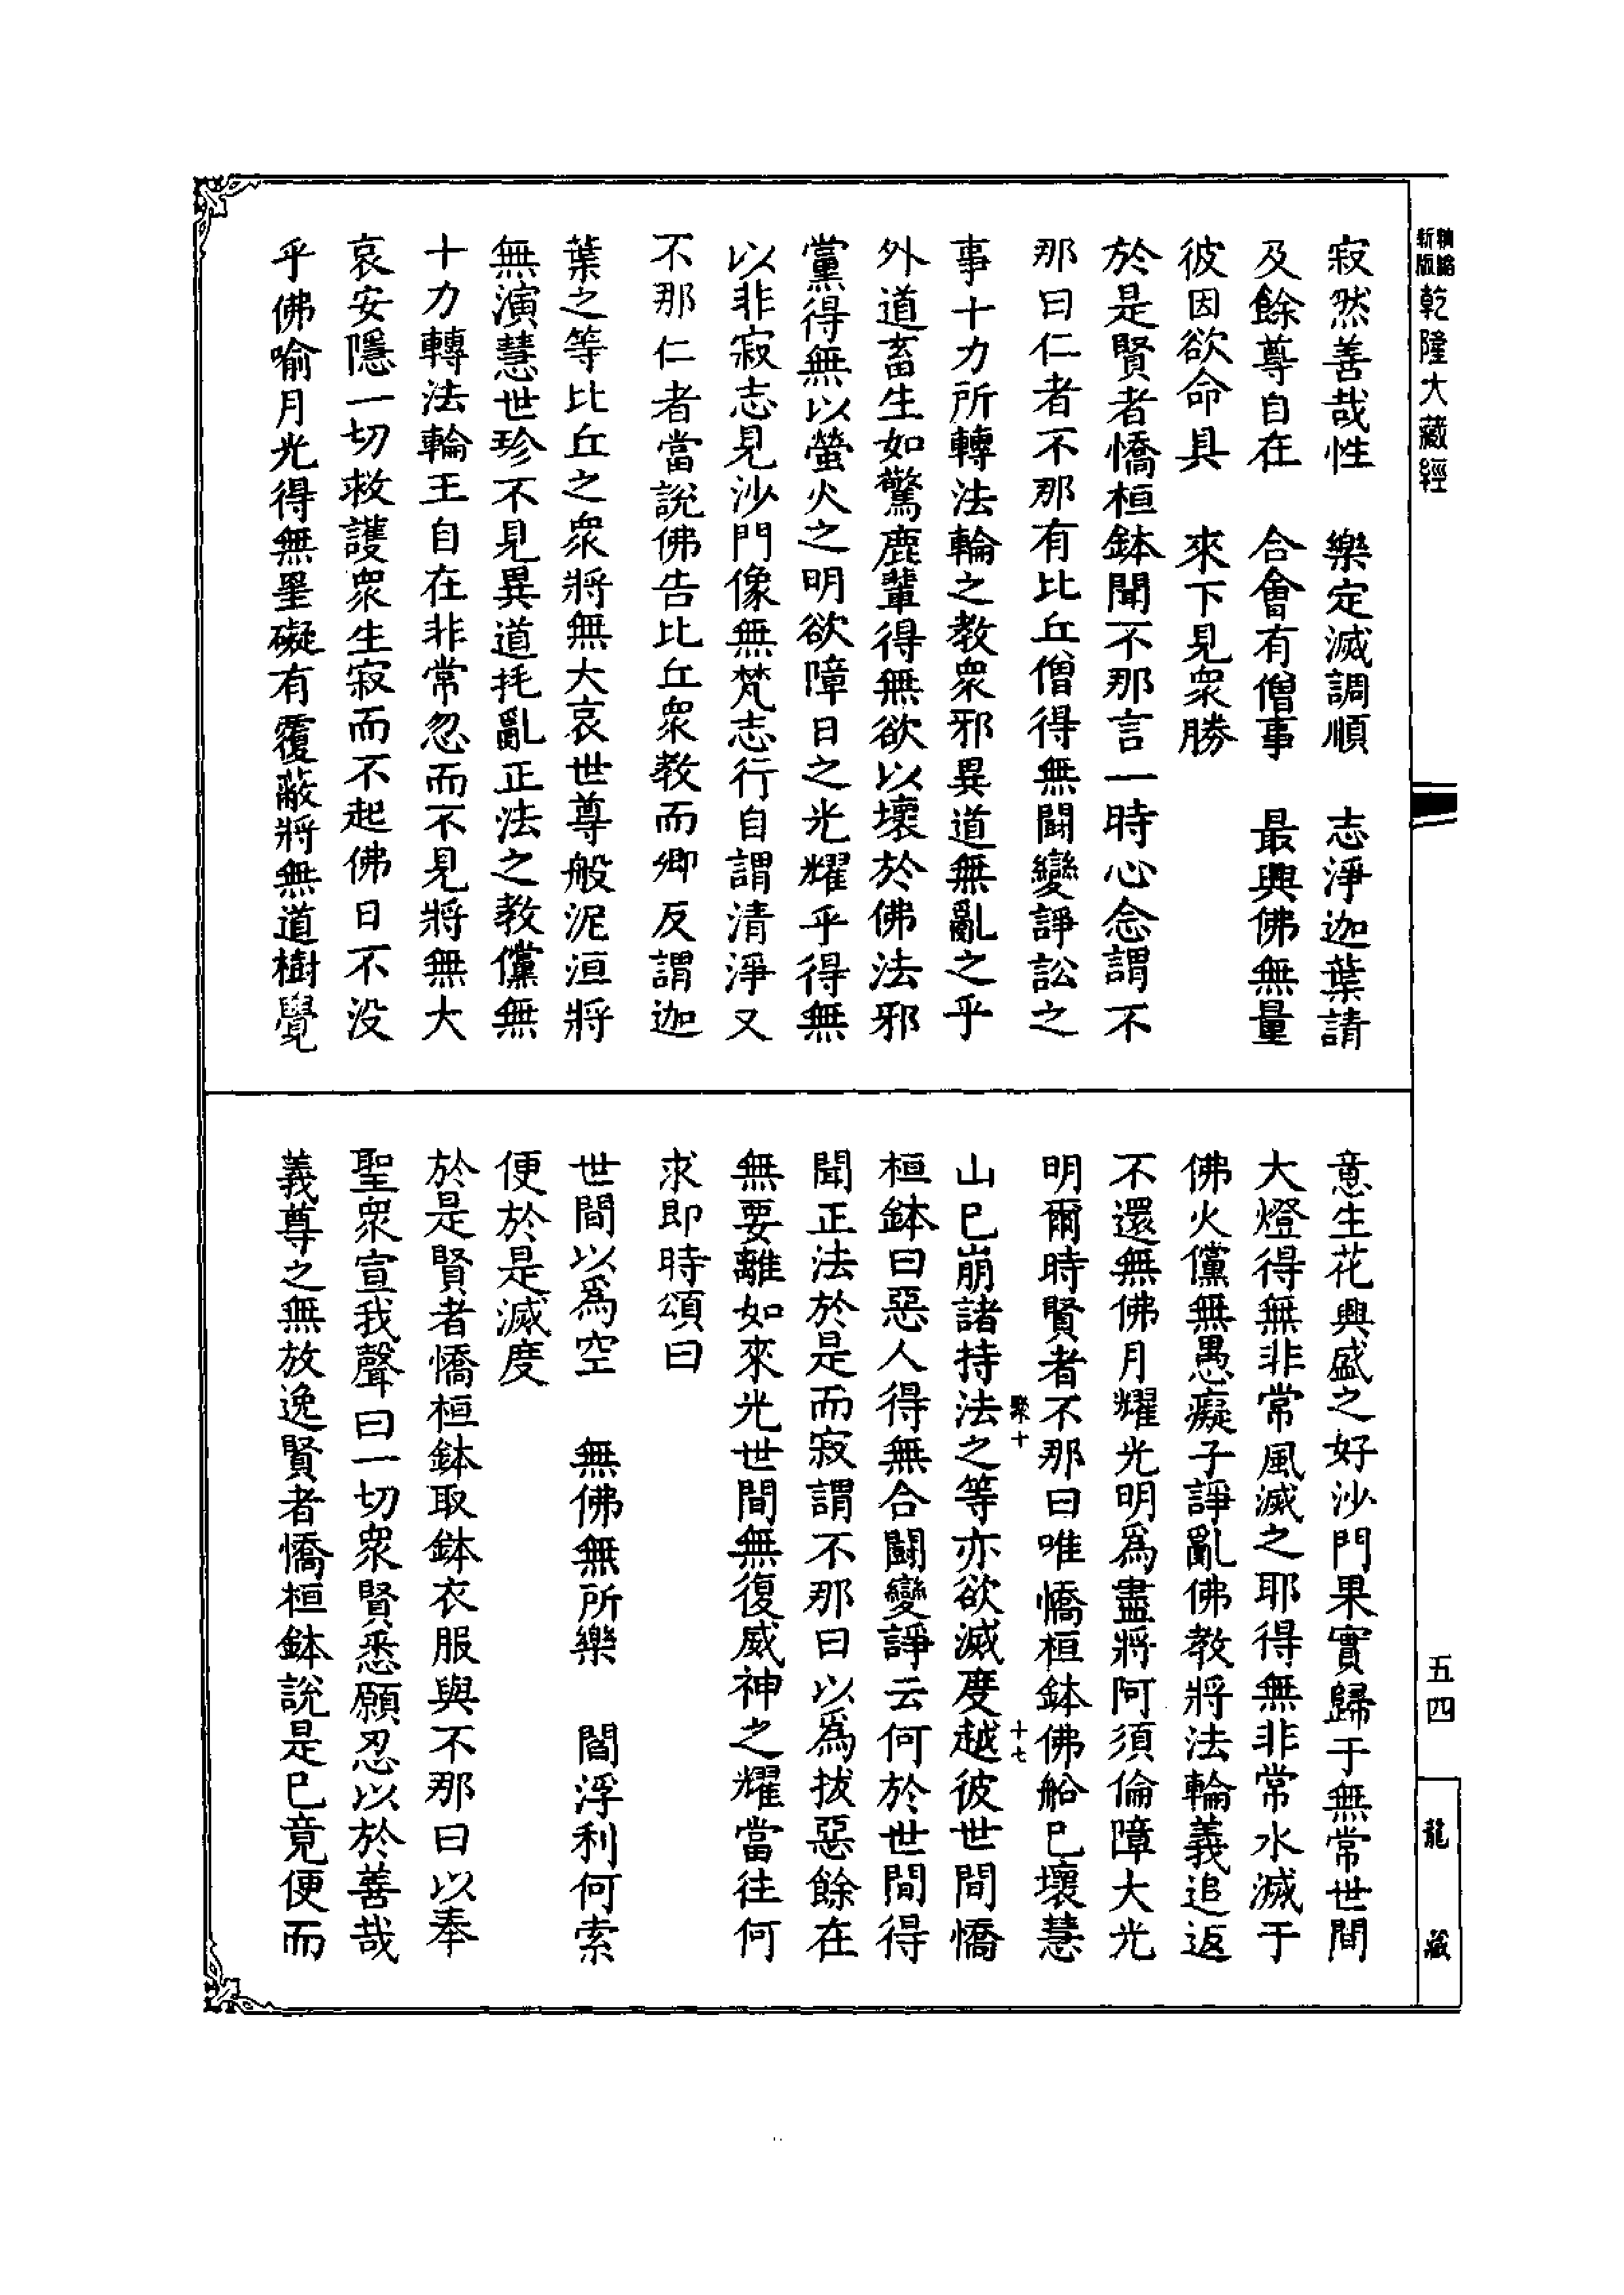 乾隆大藏經
寂然善哉性　樂定滅調順　志淨迦葉請
及餘尊自在　合會有僧事　最興佛無量
彼因欲命具　來下見衆勝
於是賢者憍桓鉢聞不那言一時心念謂不
那曰仁者不那有比丘僧得無鬪變諍訟之
事十力所轉法輪之教衆邪異道無亂之乎
外道畜生如驚鹿輩得無欲以壞於佛法邪
黨得無以螢火之明欲障日之光耀乎得無
以非寂志見沙門像無梵志行自謂清淨又
不那仁者當說佛告比丘衆教而卿反謂迦
葉之等比丘之衆將無大哀世尊般泥洹將
無演慧世珍不見異道抚亂正法之教儻無
十力轉法輪王自在非常忽而不見將無大
哀安隱一切救護衆生寂而不起佛日不没
乎佛喻月光得無罣礙有覆蔽將無道樹覺
意生花興盛之好沙門果實歸于無常世間
大燈得無非常風滅之耶得無非常水滅于
佛火儻無愚癡子諍亂佛教將法輪義追返
不還無佛月耀光明爲盡將阿須倫障大光
明爾時賢者不那曰唯憍桓鉢佛船已壞慧
山已崩諸持法之等亦欲滅度越彼世間憍
桓鉢曰惡人得無合鬪變諍云何於世間得
聞正法於是而寂謂不那曰以爲拔惡餘在
無要離如來光世間無復威神之耀當往何
求即時頌曰
世間以爲空　無佛無所樂　閻浮利何索
便於是滅度
於是賢者憍桓鉢取鉢衣服與不那曰以奉
聖衆宣我聲曰一切衆賢悉願忍以於善哉
義尊之無放逸賢者憍桓鉢說是已竟便而
十
十七
五四
龍藏
新版